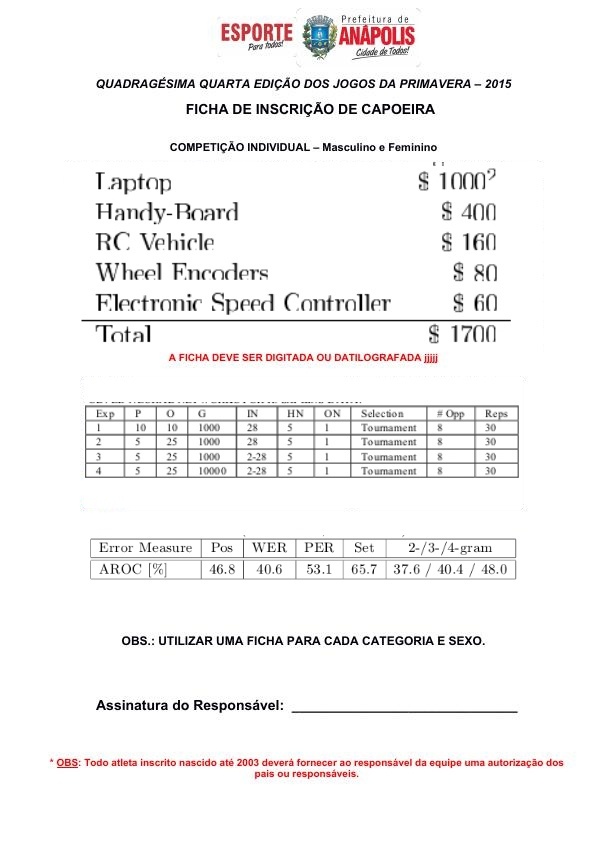 ESPORTE
Para Todos!
Prefeitura de
ANÁPOLIS
Cidade de Todos!
QUADRAGÉSIMA QUARTA EDIÇÃO DOS JOGOS DA PRIMAVERA – 2015
FICHA DE INSCRIÇÃO DE CAPOEIRA
COMPETIÇÃO INDIVIDUAL – Masculino e Feminino
Laptop $ 1000²
Handy-Board $ 400
RC Vehicle $ 160
Wheel Encoders $ 80
Electronic Speed Controller $ 60
Total $ 1700
A FICHA DEVE SER DIGITADA OU DATILOGRAFADA jjjjj
Exp P O G IN HN ON Selection # Opp Reps
1 10 10 1000 28 5 1 Tournament 8 30
2 5 25 1000 28 5 1 Tournament 8 30
3 5 25 1000 2-28 5 1 Tournament 8 30
4 5 25 10000 2-28 5 1 Tournament 8 30
Error Measure Pos WER PER Set 2-/3-/4-gram
AROC [%] 46.8 40.6 53.1 65.7 37.6 / 40.4 / 48.0
OBS.: UTILIZAR UMA FICHA PARA CADA CATEGORIA E SEXO.
Assinatura do Responsável: ____________________________
* OBS: Todo atleta inscrito nascido até 2003 deverá fornecer ao responsável da equipe uma autorização dos
pais ou responsáveis.